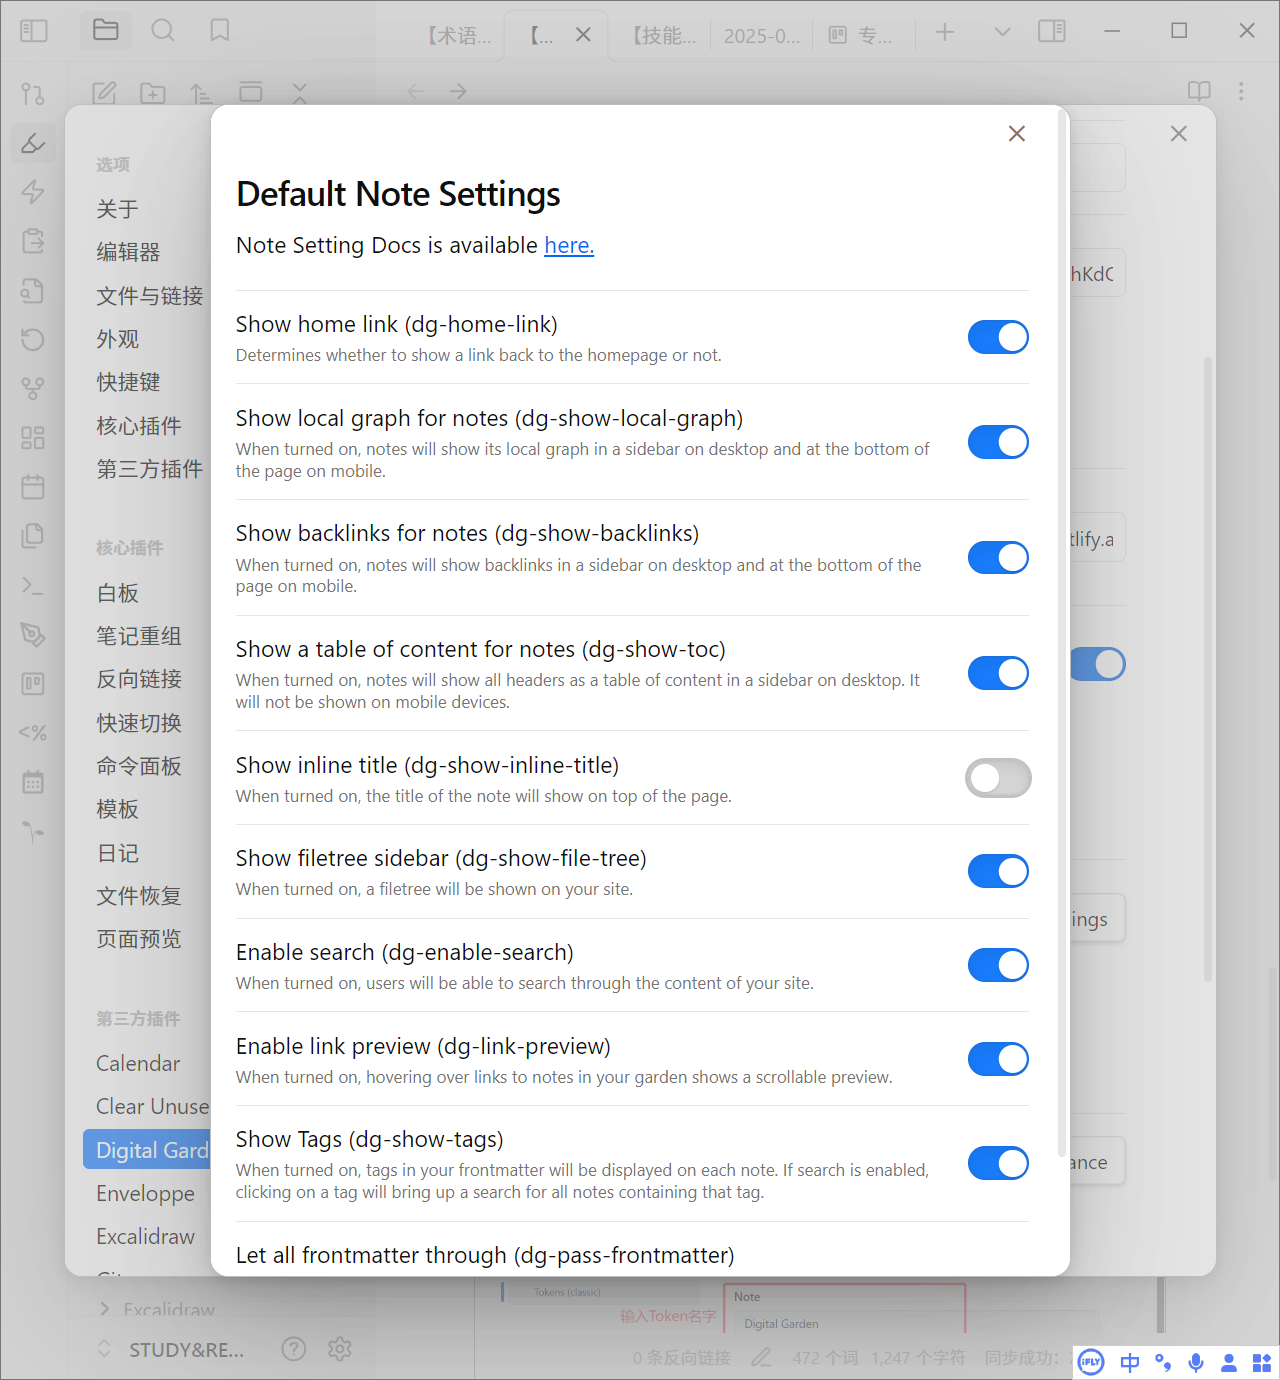 【术语...
【...
【技能...
2025-0...
专...
选项
关于
编辑器
文件与链接
外观
快捷键
核心插件
第三方插件
核心插件
白板
笔记重组
反向链接
快速切换
命令面板
模板
日记
文件恢复
页面预览
第三方插件
Calendar
Clear Unuse
Digital Gard
Enveloppe
Excalidraw
Default Note Settings
Note Setting Docs is available here.
Show home link (dg-home-link)
Determines whether to show a link back to the homepage or not.
Show local graph for notes (dg-show-local-graph)
When turned on, notes will show its local graph in a sidebar on desktop and at the bottom of
the page on mobile.
Show backlinks for notes (dg-show-backlinks)
When turned on, notes will show backlinks in a sidebar on desktop and at the bottom of the
page on mobile.
Show a table of content for notes (dg-show-toc)
When turned on, notes will show all headers as a table of content in a sidebar on desktop. It
will not be shown on mobile devices.
Show inline title (dg-show-inline-title)
When turned on, the title of the note will show on top of the page.
Show filetree sidebar (dg-show-file-tree)
When turned on, a filetree will be shown on your site.
Enable search (dg-enable-search)
When turned on, users will be able to search through the content of your site.
Enable link preview (dg-link-preview)
When turned on, hovering over links to notes in your garden shows a scrollable preview.
Show Tags (dg-show-tags)
When turned on, tags in your frontmatter will be displayed on each note. If search is enabled,
clicking on a tag will bring up a search for all notes containing that tag.
Let all frontmatter through (dg-pass-frontmatter)
hKdC
tlify.a
ings
ance
Excalidraw
STUDY&RE...
Tokens (classic)
输入Token名字
Note
Digital Garden
0 条反向链接
472 个词
1,247 个字符
同步成功：
iFLY
中